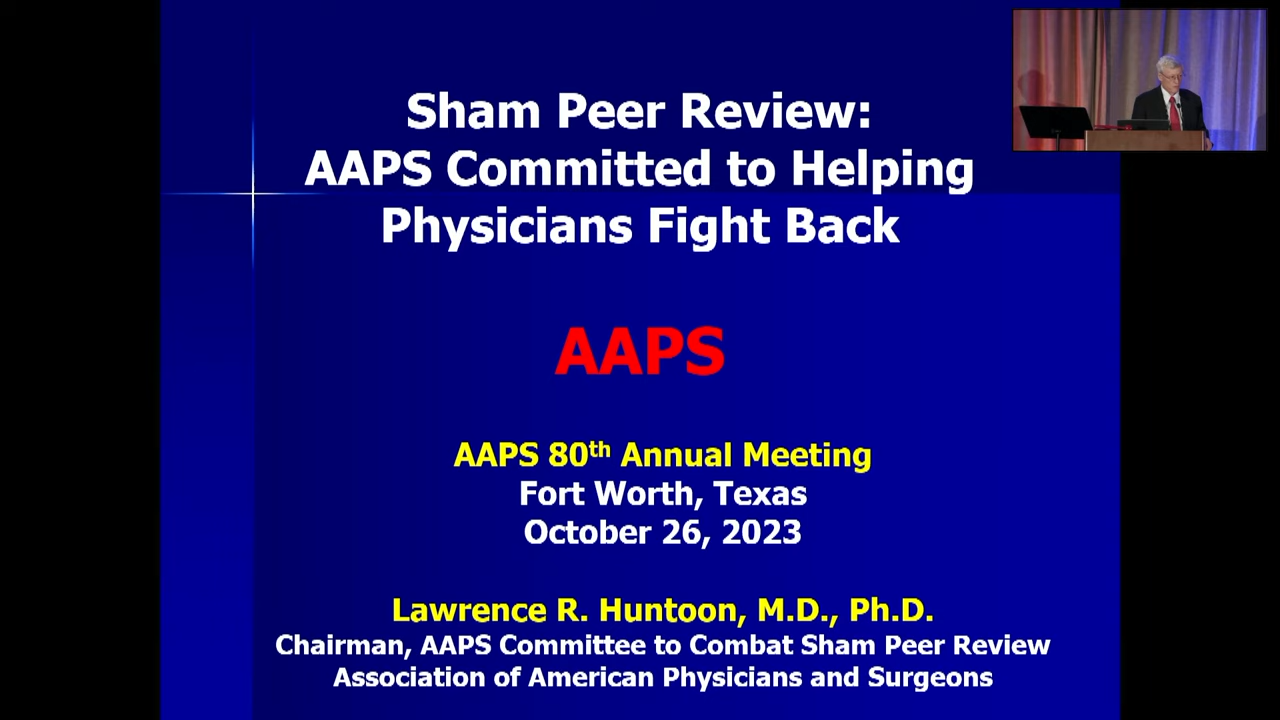 Sham Peer Review:
AAPS Committed to Helping
Physicians Fight Back
AAPS
AAPS 80th Annual Meeting
Fort Worth, Texas
October 26, 2023
Lawrence R. Huntoon, M.D., Ph.D.
Chairman, AAPS Committee to Combat Sham Peer Review
Association of American Physicians and Surgeons